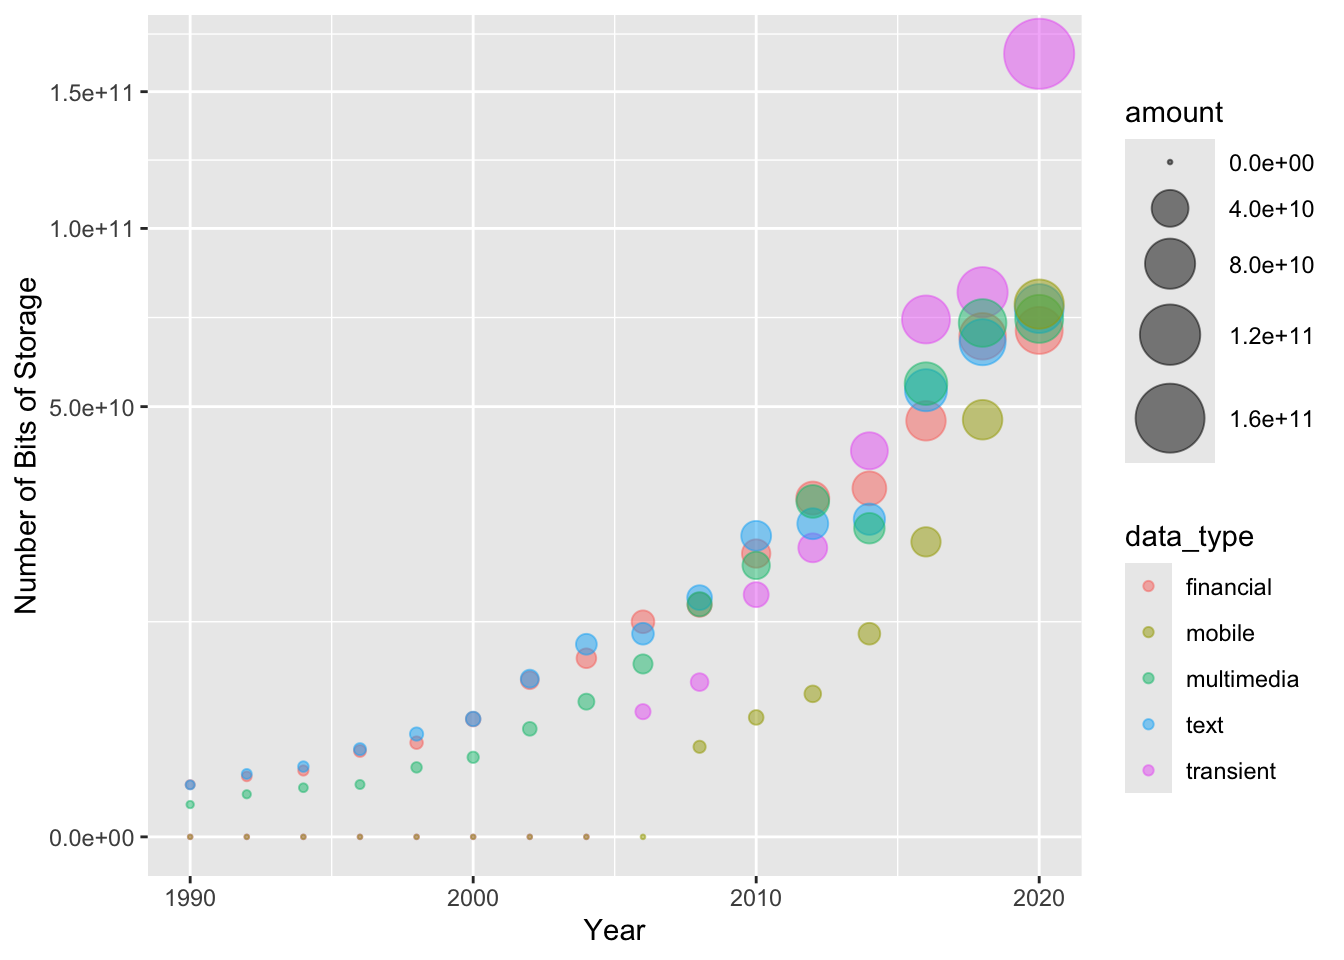 Number of Bits of Storage
1.5e+11
1.0e+11
5.0e+10
0.0e+00
1990
2000
2010
2020
Year
amount
0.0e+00
4.0e+10
8.0e+10
1.2e+11
1.6e+11
data_type
financial
mobile
multimedia
text
transient